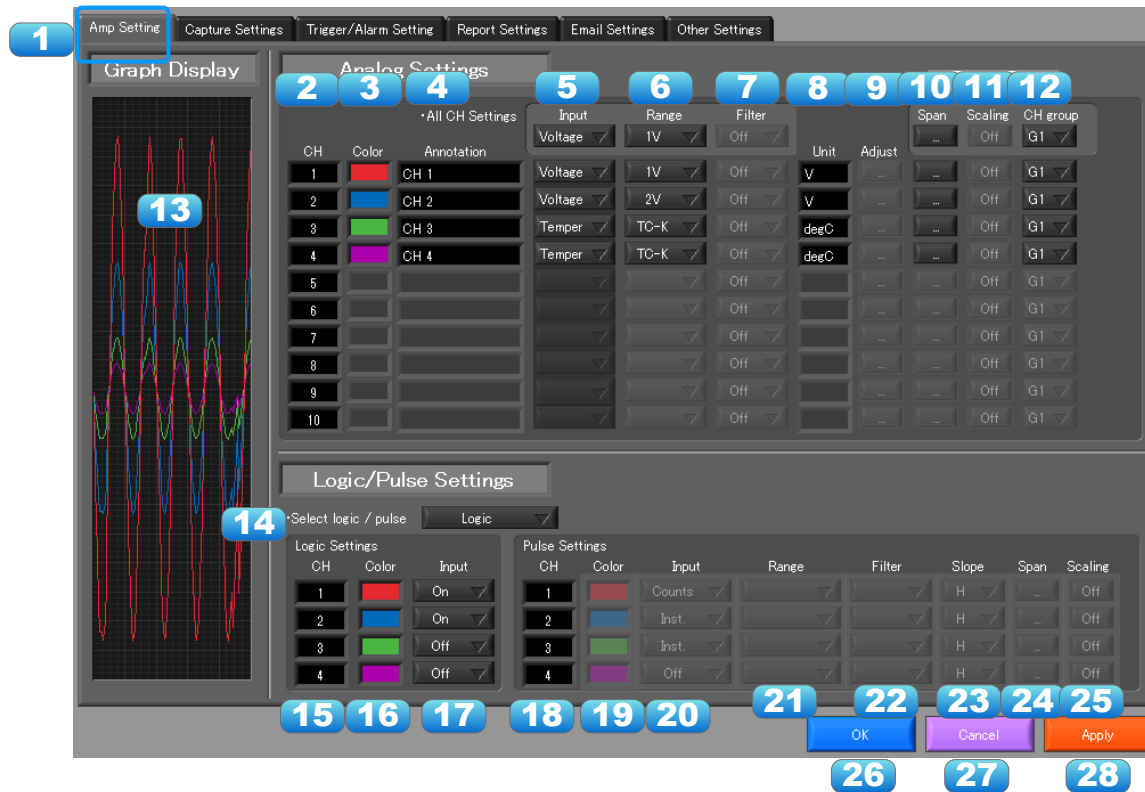 1 Amp Setting Capture Settings Trigger/Alarm Setting Report Settings Email Settings Other Settings
Graph Display
Analog Settings
2 3 4 5 6 7 8 9 10 11 12
・All CH Settings Input Range Filter Span Scaling CH group
Voltage 1V Off ... Off G1
CH Color Annotation Unit Adjust
1 CH 1 Voltage 1V Off V ... ... Off G1
2 CH 2 Voltage 2V Off V ... ... Off G1
3 CH 3 Temper TC-K Off degC ... ... Off G1
4 CH 4 Temper TC-K Off degC ... ... Off G1
5 Off ... ... Off G1
6 Off ... ... Off G1
7 Off ... ... Off G1
8 Off ... ... Off G1
9 Off ... ... Off G1
10 Off ... ... Off G1
13
Logic/Pulse Settings
14 ・Select logic / pulse Logic
Logic Settings
CH Color Input
1 On
2 On
3 Off
4 Off
Pulse Settings
CH Color Input Range Filter Slope Span Scaling
1 Counts H ... Off
2 Inst. H ... Off
3 Inst. H ... Off
4 Off H ... Off
15 16 17 18 19 20 21 22 23 24 25
OK Cancel Apply
26 27 28